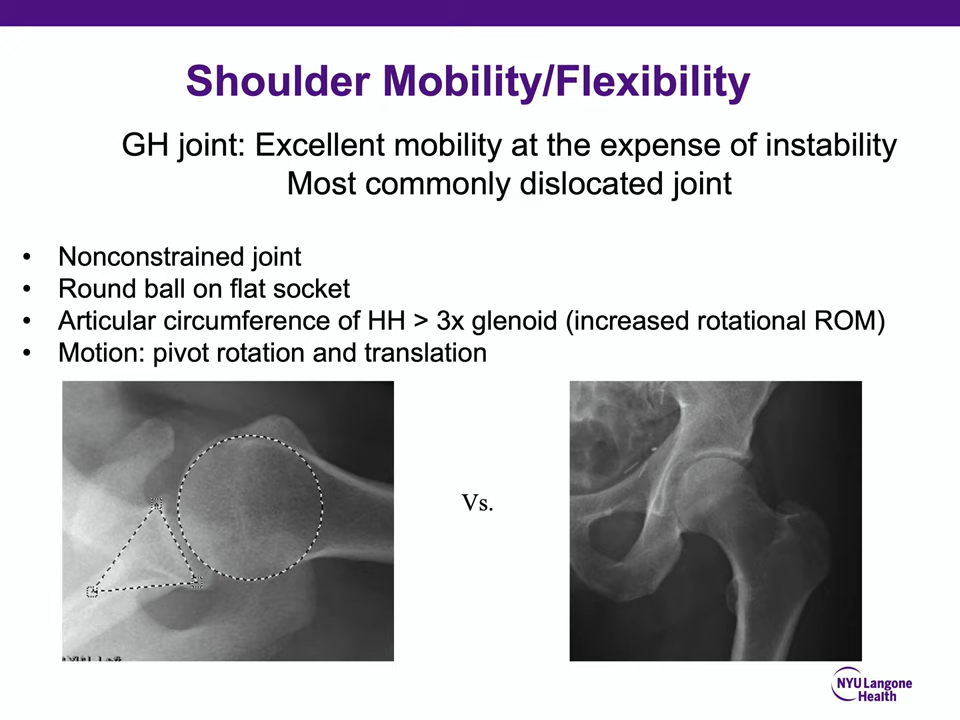 Shoulder Mobility/Flexibility
GH joint: Excellent mobility at the expense of instability
Most commonly dislocated joint
• Nonconstrained joint
• Round ball on flat socket
• Articular circumference of HH > 3x glenoid (increased rotational ROM)
• Motion: pivot rotation and translation
Vs.
NYU Langone
Health